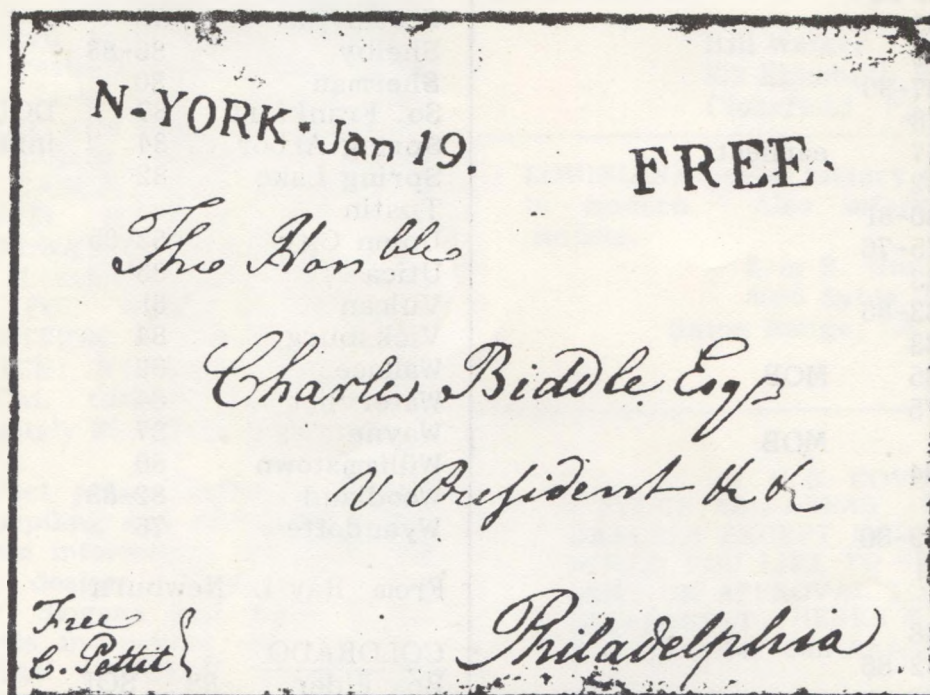 N-YORK · Jan 19.
FREE
The Honble
Charles Biddle Esqr
V President &c &c
Free
C. Pettit
Philadelphia